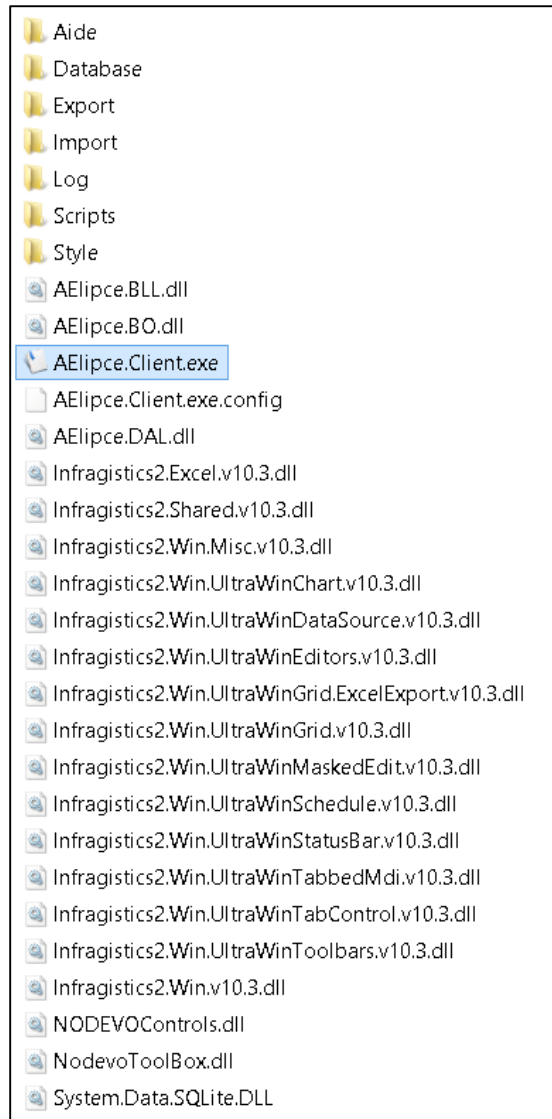 Aide
Database
Export
Import
Log
Scripts
Style
AElipce.BLL.dll
AElipce.BO.dll
AElipce.Client.exe
AElipce.Client.exe.config
AElipce.DAL.dll
Infragistics2.Excel.v10.3.dll
Infragistics2.Shared.v10.3.dll
Infragistics2.Win.Misc.v10.3.dll
Infragistics2.Win.UltraWinChart.v10.3.dll
Infragistics2.Win.UltraWinDataSource.v10.3.dll
Infragistics2.Win.UltraWinEditors.v10.3.dll
Infragistics2.Win.UltraWinGrid.ExcelExport.v10.3.dll
Infragistics2.Win.UltraWinGrid.v10.3.dll
Infragistics2.Win.UltraWinMaskedEdit.v10.3.dll
Infragistics2.Win.UltraWinSchedule.v10.3.dll
Infragistics2.Win.UltraWinStatusBar.v10.3.dll
Infragistics2.Win.UltraWinTabbedMdi.v10.3.dll
Infragistics2.Win.UltraWinTabControl.v10.3.dll
Infragistics2.Win.UltraWinToolbars.v10.3.dll
Infragistics2.Win.v10.3.dll
NODEVOControls.dll
NodevoToolBox.dll
System.Data.SQLite.DLL